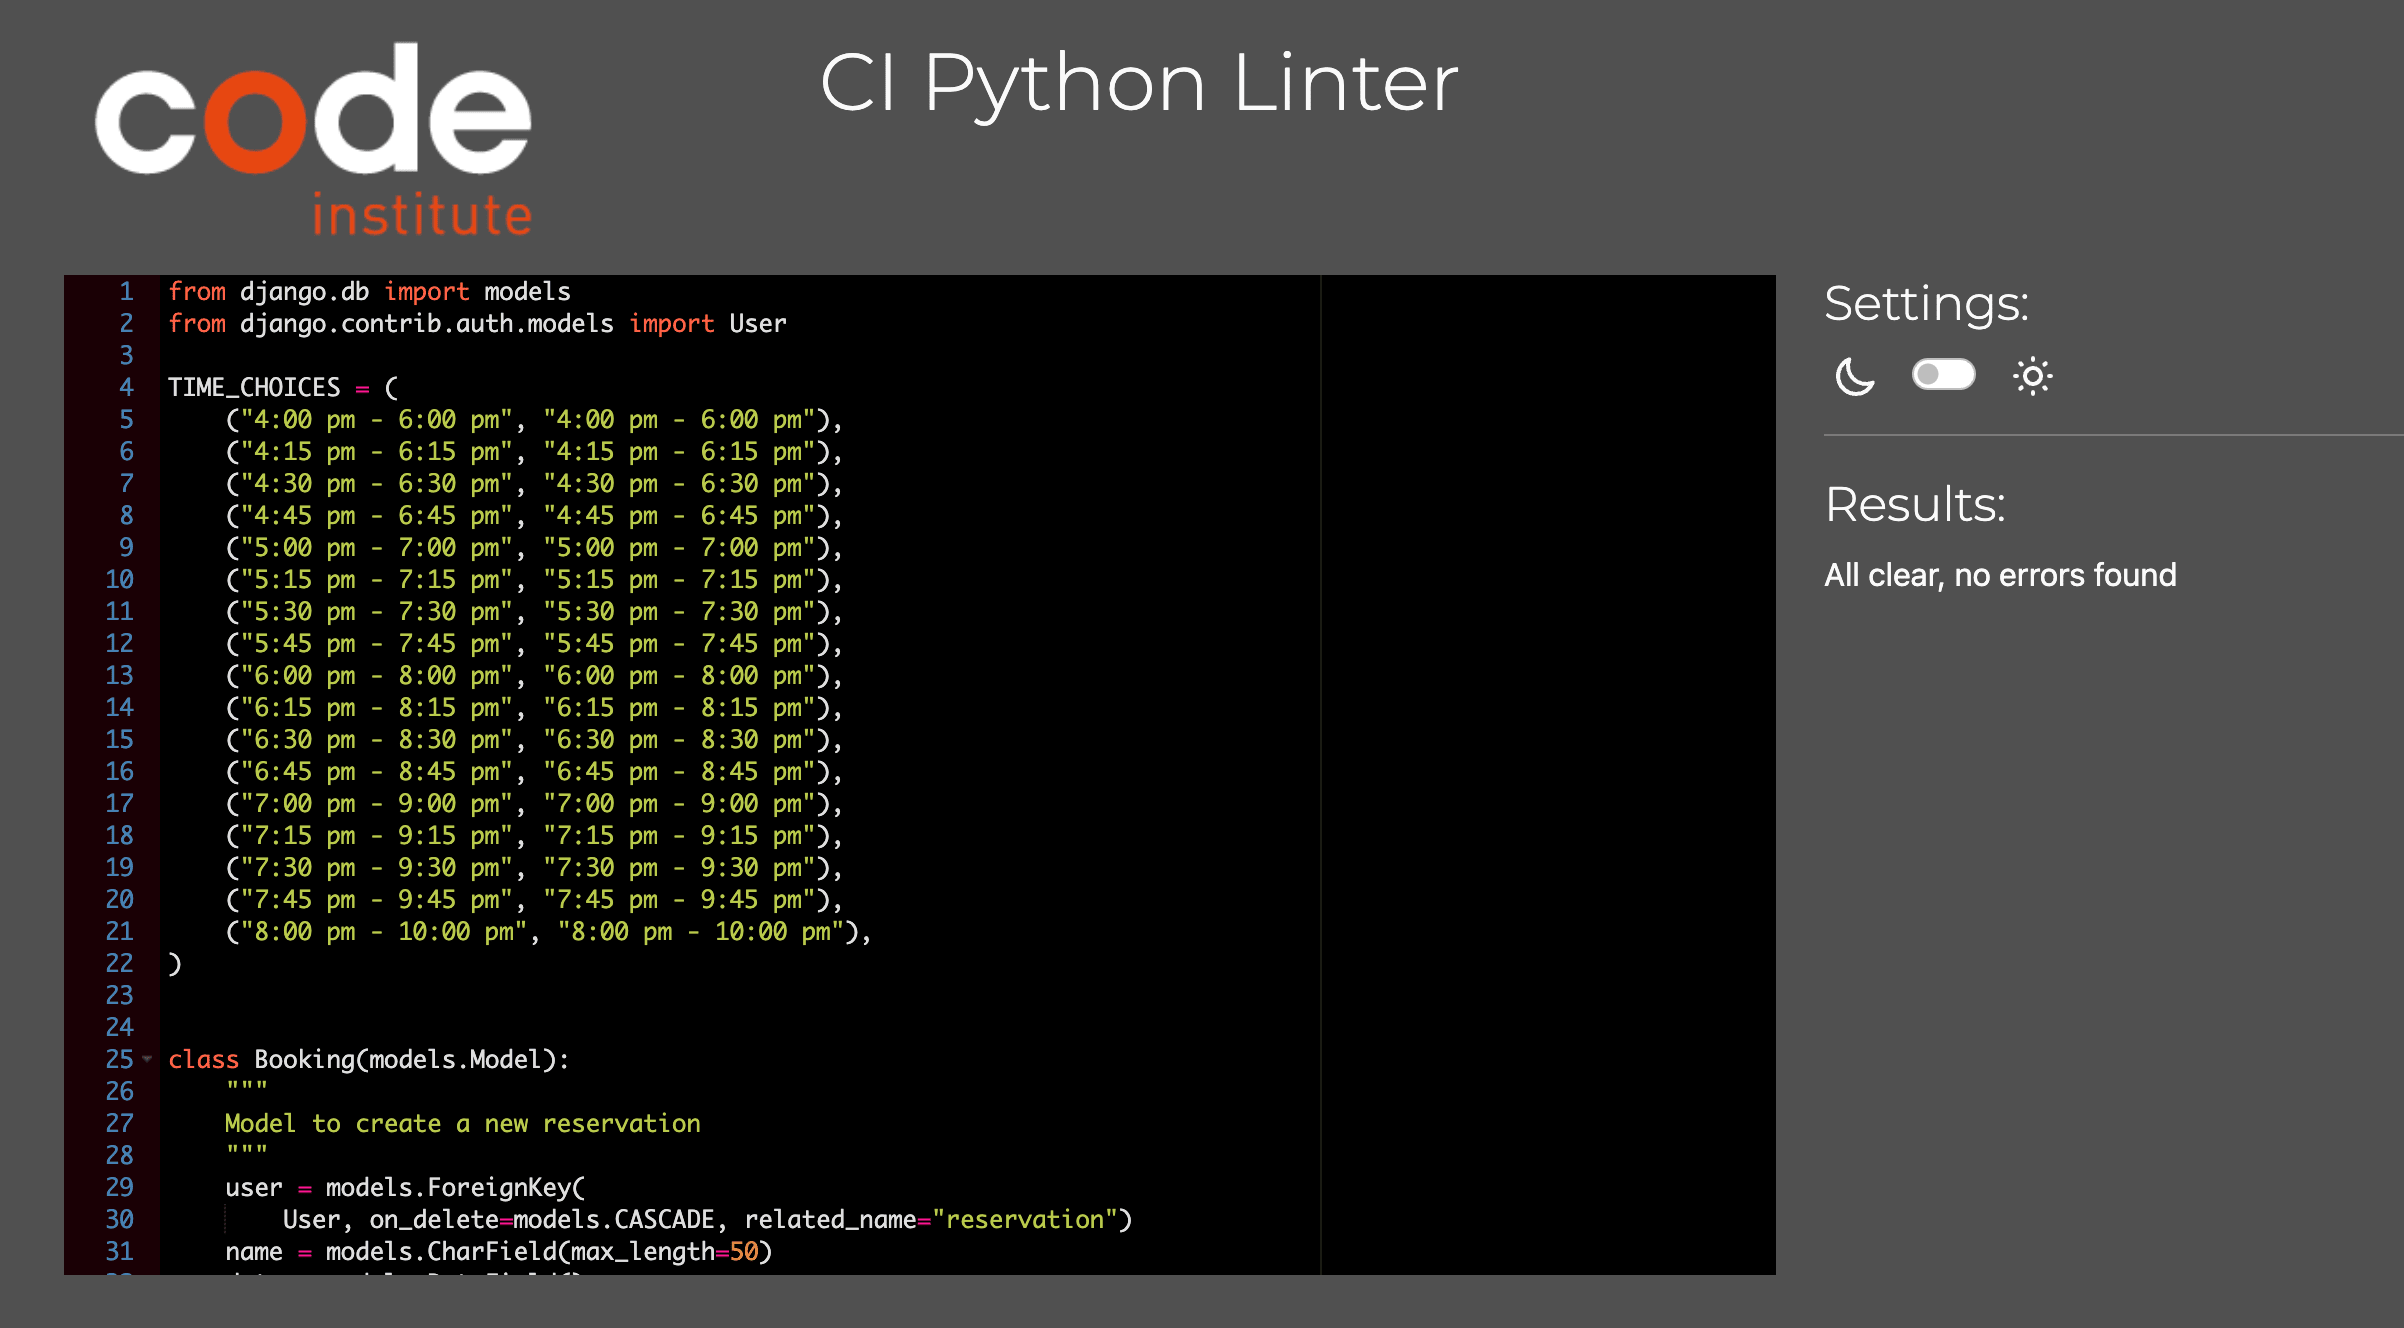 code
institute
CI Python Linter
1 from django.db import models
2 from django.contrib.auth.models import User
3
4 TIME_CHOICES = (
5     ("4:00 pm - 6:00 pm", "4:00 pm - 6:00 pm"),
6     ("4:15 pm - 6:15 pm", "4:15 pm - 6:15 pm"),
7     ("4:30 pm - 6:30 pm", "4:30 pm - 6:30 pm"),
8     ("4:45 pm - 6:45 pm", "4:45 pm - 6:45 pm"),
9     ("5:00 pm - 7:00 pm", "5:00 pm - 7:00 pm"),
10     ("5:15 pm - 7:15 pm", "5:15 pm - 7:15 pm"),
11     ("5:30 pm - 7:30 pm", "5:30 pm - 7:30 pm"),
12     ("5:45 pm - 7:45 pm", "5:45 pm - 7:45 pm"),
13     ("6:00 pm - 8:00 pm", "6:00 pm - 8:00 pm"),
14     ("6:15 pm - 8:15 pm", "6:15 pm - 8:15 pm"),
15     ("6:30 pm - 8:30 pm", "6:30 pm - 8:30 pm"),
16     ("6:45 pm - 8:45 pm", "6:45 pm - 8:45 pm"),
17     ("7:00 pm - 9:00 pm", "7:00 pm - 9:00 pm"),
18     ("7:15 pm - 9:15 pm", "7:15 pm - 9:15 pm"),
19     ("7:30 pm - 9:30 pm", "7:30 pm - 9:30 pm"),
20     ("7:45 pm - 9:45 pm", "7:45 pm - 9:45 pm"),
21     ("8:00 pm - 10:00 pm", "8:00 pm - 10:00 pm"),
22 )
23
24
25 class Booking(models.Model):
26     """
27     Model to create a new reservation
28     """
29     user = models.ForeignKey(
30         User, on_delete=models.CASCADE, related_name="reservation")
31     name = models.CharField(max_length=50)
Settings:
Results:
All clear, no errors found